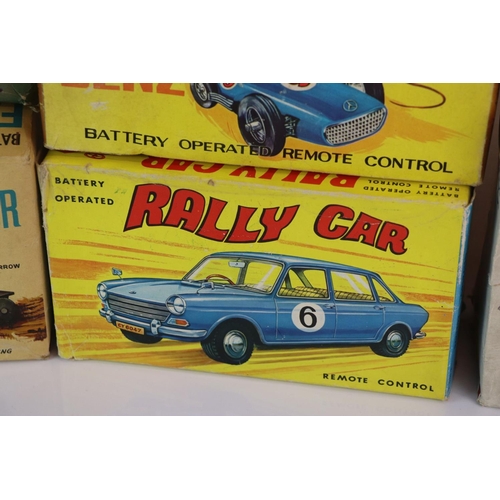 BENZ
BATTERY OPERATED REMOTE CONTROL
RALLY CAR
BATTERY OPERATED
REMOTE CONTROL
BATTERY
OPERATED
RALLY CAR
6
REMOTE CONTROL